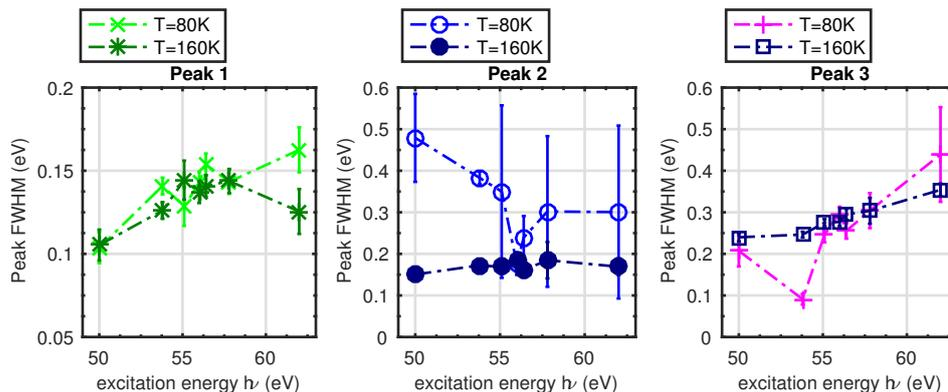 T=80K
T=160K
Peak 1
0.2
0.15
0.1
0.05
Peak FWHM (eV)
50
55
60
excitation energy hν (eV)
T=80K
T=160K
Peak 2
0.6
0.5
0.4
0.3
0.2
0.1
0
Peak FWHM (eV)
50
55
60
excitation energy hν (eV)
T=80K
T=160K
Peak 3
0.6
0.5
0.4
0.3
0.2
0.1
0
Peak FWHM (eV)
50
55
60
excitation energy hν (eV)